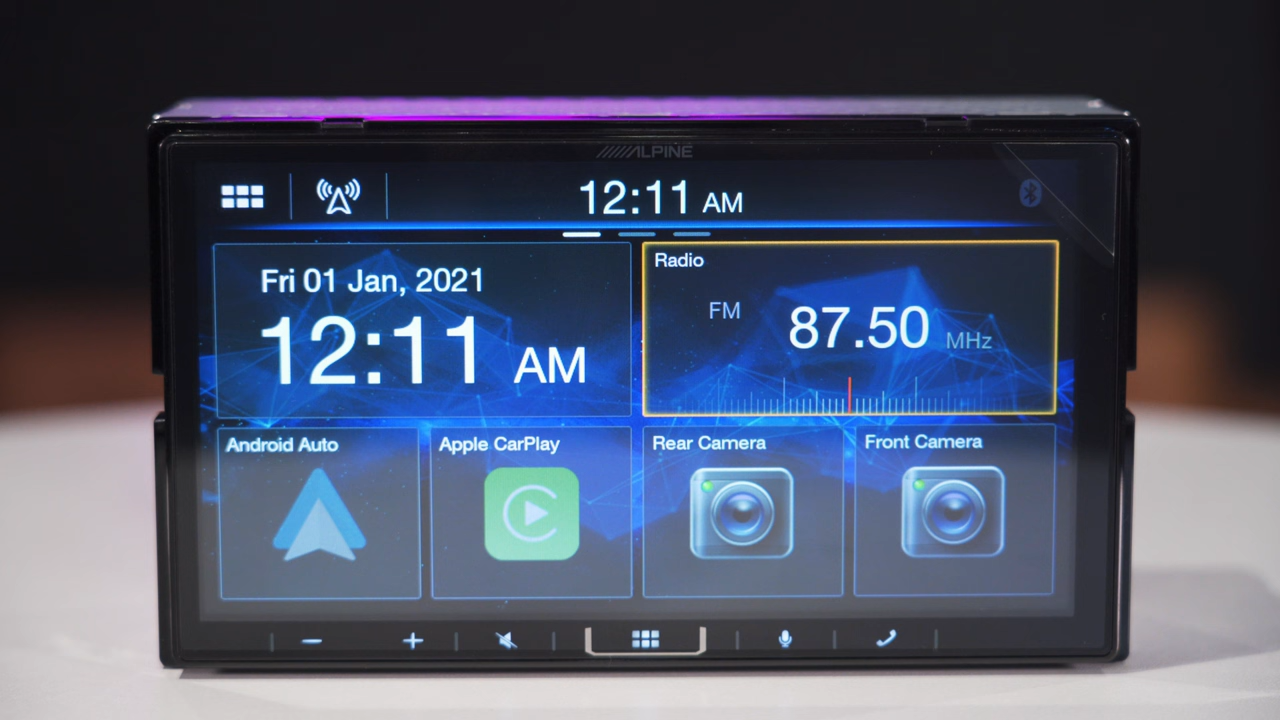 ALPINE
12:11 AM
Fri 01 Jan, 2021
12:11 AM
Radio
FM 87.50 MHz
Android Auto
Apple CarPlay
Rear Camera
Front Camera